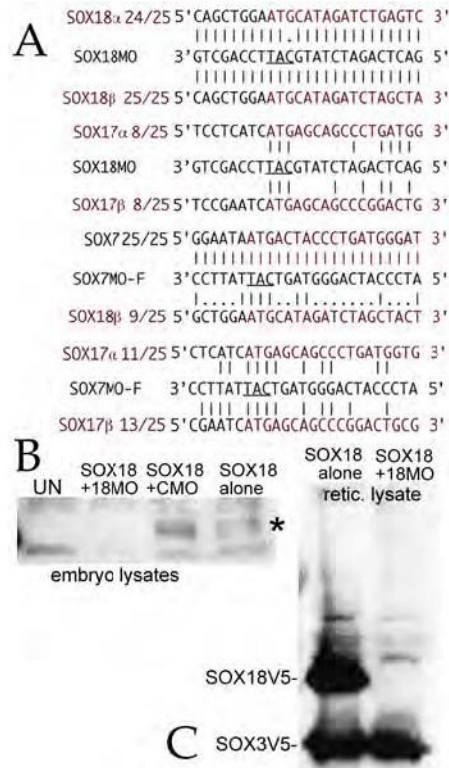 A
SOX18α 24/25 5'CAGCTGGAATGCATAGATCTGAGTC 3'
SOX18MO 3'GTCGACCTTACGTATCTAGACTCAG 5'
SOX18β 25/25 5'CAGCTGGAATGCATAGATCTAGCTA 3'
SOX17α 8/25 5'TCCTCATCATGAGCAGCCCTGATGG 3'
SOX18MO 3'GTCGACCTTACGTATCTAGACTCAG 5'
SOX17β 8/25 5'TCCGAATCATGAGCAGCCCGGACTG 3'
SOX7 25/25 5'GGAATAATGACTACCCTGATGGGAT 3'
SOX7MO-F 3'CCTTATTACTGATGGGACTACCCTA 5'
SOX18β 9/25 5'GCTGGAATGCATAGATCTAGCTACT 3'
SOX17α 11/25 5'CTCATCATGAGCAGCCCTGATGGTG 3'
SOX7MO-F 3'CCTTATTACTGATGGGACTACCCTA 5'
SOX17β 13/25 5'CGAATCATGAGCAGCCCGGACTGCG 3'
B
UN
SOX18 +18MO
SOX18 +CMO
SOX18 alone
*
embryo lysates
SOX18 alone
SOX18 +18MO
retic. lysate
SOX18V5-
SOX3V5-
C